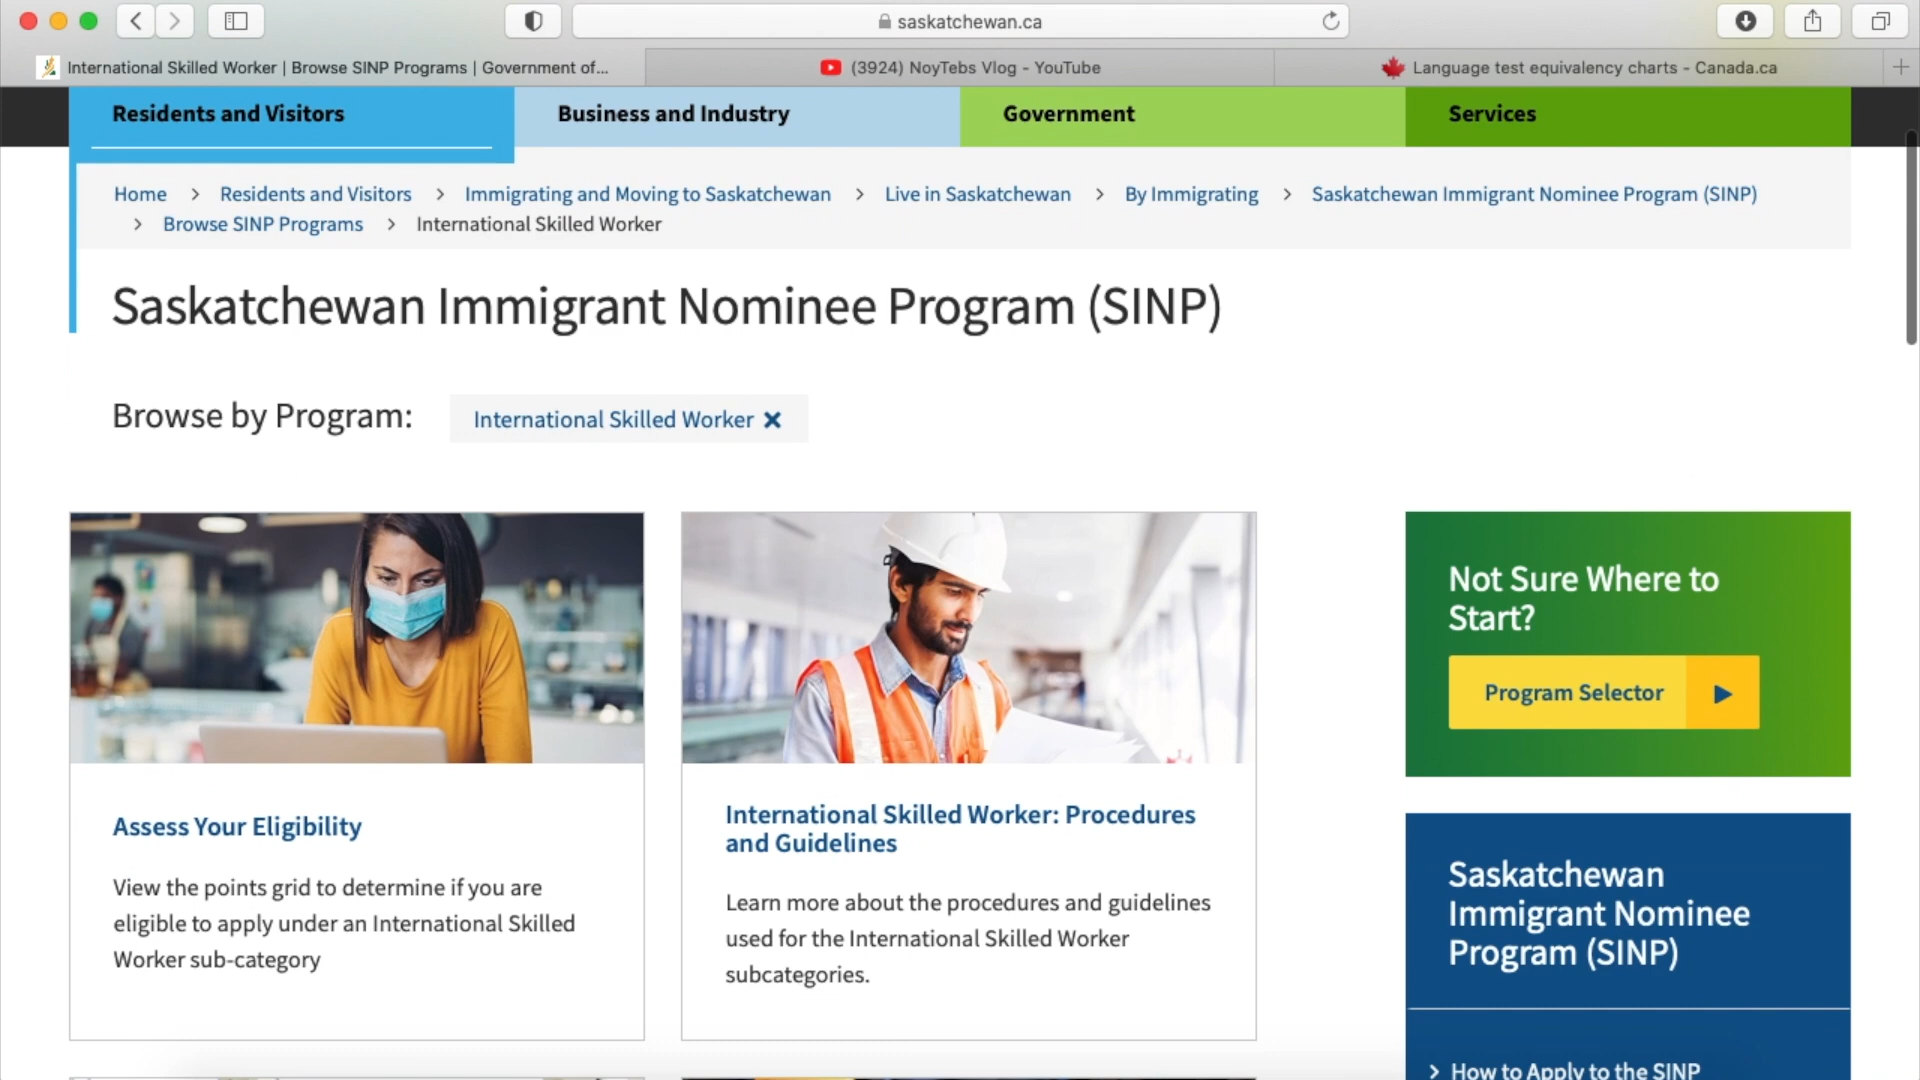 saskatchewan.ca
International Skilled Worker | Browse SINP Programs | Government of...
(3924) NoyTebs Vlog - YouTube
Language test equivalency charts - Canada.ca
Residents and Visitors
Business and Industry
Government
Services
Home > Residents and Visitors > Immigrating and Moving to Saskatchewan > Live in Saskatchewan > By Immigrating > Saskatchewan Immigrant Nominee Program (SINP)
> Browse SINP Programs > International Skilled Worker
Saskatchewan Immigrant Nominee Program (SINP)
Browse by Program:
International Skilled Worker ×
Assess Your Eligibility
View the points grid to determine if you are
eligible to apply under an International Skilled
Worker sub-category
International Skilled Worker: Procedures
and Guidelines
Learn more about the procedures and guidelines
used for the International Skilled Worker
subcategories.
Not Sure Where to
Start?
Program Selector
Saskatchewan
Immigrant Nominee
Program (SINP)
> How to Apply to the SINP